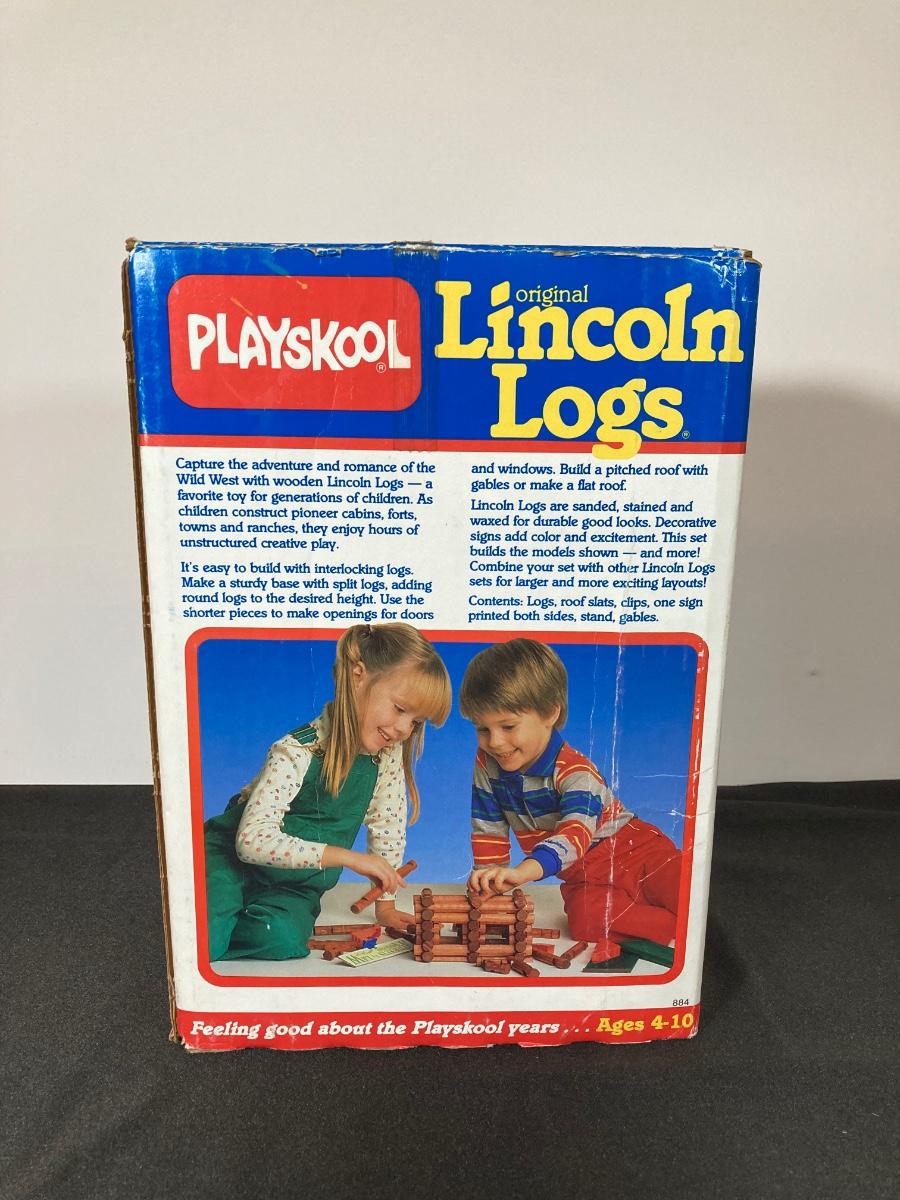 PLAYSKOOL®
original
Lincoln
Logs®
Capture the adventure and romance of the
Wild West with wooden Lincoln Logs — a
favorite toy for generations of children. As
children construct pioneer cabins, forts,
towns and ranches, they enjoy hours of
unstructured creative play.
It's easy to build with interlocking logs.
Make a sturdy base with split logs, adding
round logs to the desired height. Use the
shorter pieces to make openings for doors
and windows. Build a pitched roof with
gables or make a flat roof.
Lincoln Logs are sanded, stained and
waxed for durable good looks. Decorative
signs add color and excitement. This set
builds the models shown — and more!
Combine your set with other Lincoln Logs
sets for larger and more exciting layouts!
Contents: Logs, roof slats, clips, one sign
printed both sides, stand, gables.
884
Feeling good about the Playskool years . . . Ages 4-10